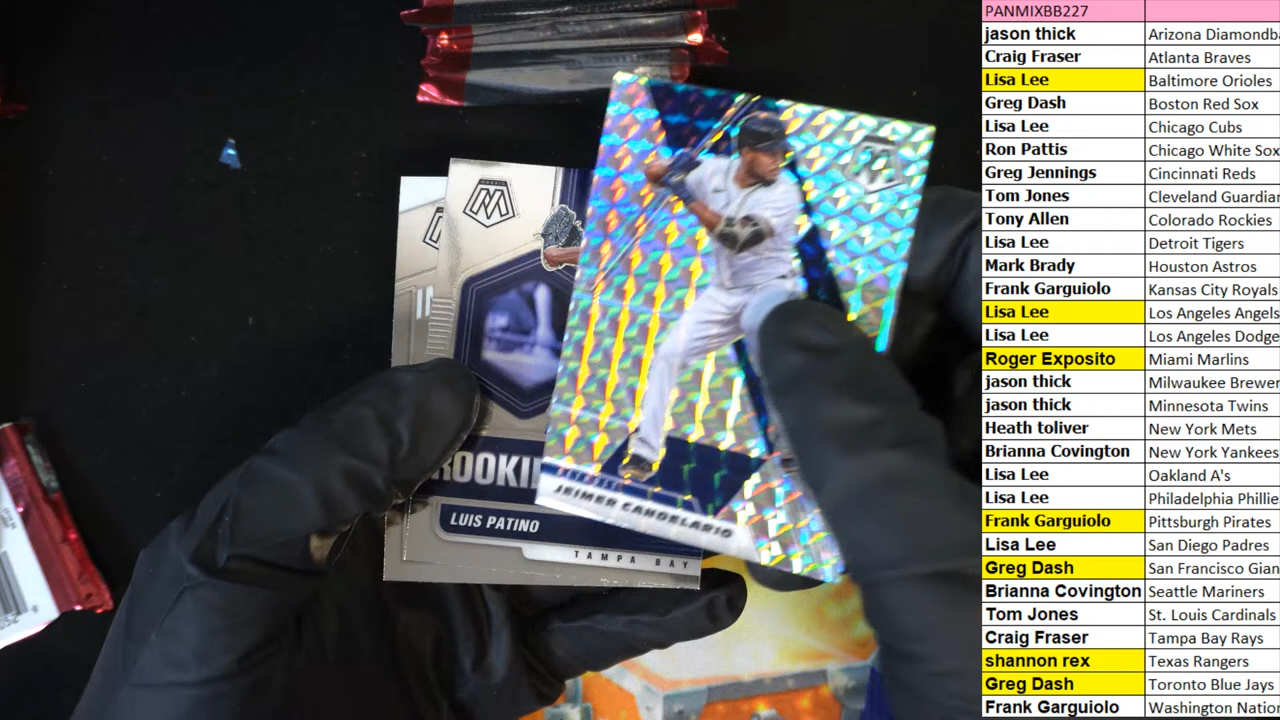 ROOKIE
LUIS PATINO
TAMPA BAY
JEIMER CANDELARIO
PANMIXBB227
jason thick Arizona Diamondba
Craig Fraser Atlanta Braves
Lisa Lee Baltimore Orioles
Greg Dash Boston Red Sox
Lisa Lee Chicago Cubs
Ron Pattis Chicago White Sox
Greg Jennings Cincinnati Reds
Tom Jones Cleveland Guardian
Tony Allen Colorado Rockies
Lisa Lee Detroit Tigers
Mark Brady Houston Astros
Frank Garguiolo Kansas City Royals
Lisa Lee Los Angeles Angels
Lisa Lee Los Angeles Dodge
Roger Exposito Miami Marlins
jason thick Milwaukee Brewer
jason thick Minnesota Twins
Heath toliver New York Mets
Brianna Covington New York Yankees
Lisa Lee Oakland A's
Lisa Lee Philadelphia Phillie
Frank Garguiolo Pittsburgh Pirates
Lisa Lee San Diego Padres
Greg Dash San Francisco Gian
Brianna Covington Seattle Mariners
Tom Jones St. Louis Cardinals
Craig Fraser Tampa Bay Rays
shannon rex Texas Rangers
Greg Dash Toronto Blue Jays
Frank Garguiolo Washington Nation